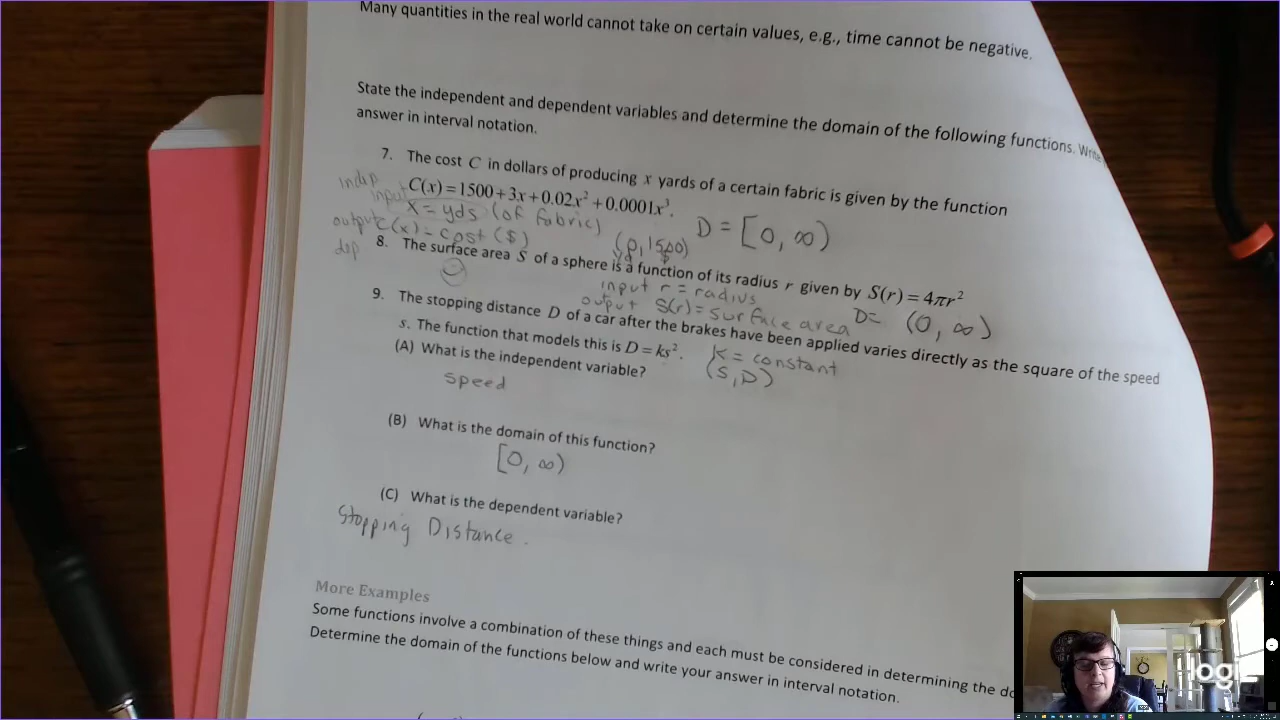 Many quantities in the real world cannot take on certain values, e.g., time cannot be negative.
State the independent and dependent variables and determine the domain of the following functions. Write
answer in interval notation.
7. The cost C in dollars of producing x yards of a certain fabric is given by the function
indep input C(x) = 1500 + 3x + 0.02x² + 0.0001x³.
x = yds (of fabric) D = [0, ∞)
output C(x) = cost ($) (0, 1500)
dep yd $
8. The surface area S of a sphere is a function of its radius r given by S(r) = 4πr²
input r = radius
output S(r) = surface area D = (0, ∞)
9. The stopping distance D of a car after the brakes have been applied varies directly as the square of the speed
s. The function that models this is D = ks². K = constant
(A) What is the independent variable? (S, D)
speed
(B) What is the domain of this function?
[0, ∞)
(C) What is the dependent variable?
Stopping Distance.
More Examples
Some functions involve a combination of these things and each must be considered in determining the do
Determine the domain of the functions below and write your answer in interval notation.
logi